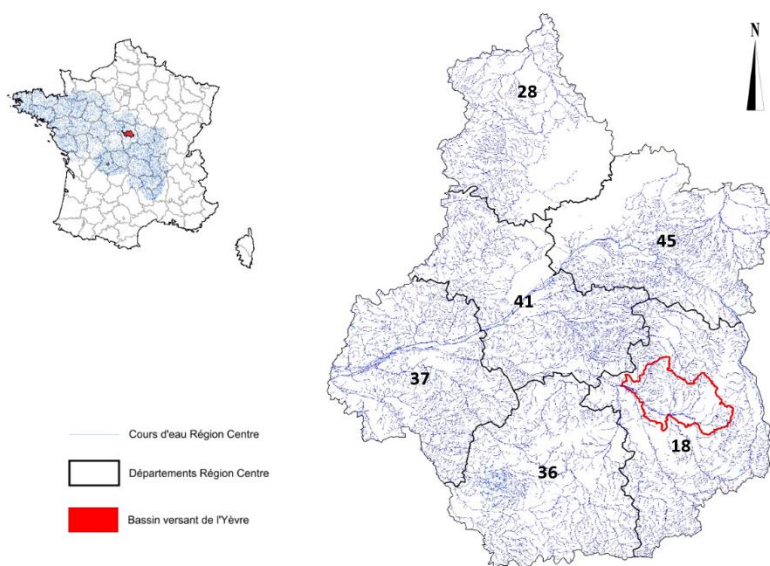 N
28
45
41
37
18
36
Cours d'eau Région Centre
Départements Région Centre
Bassin versant de l'Yèvre